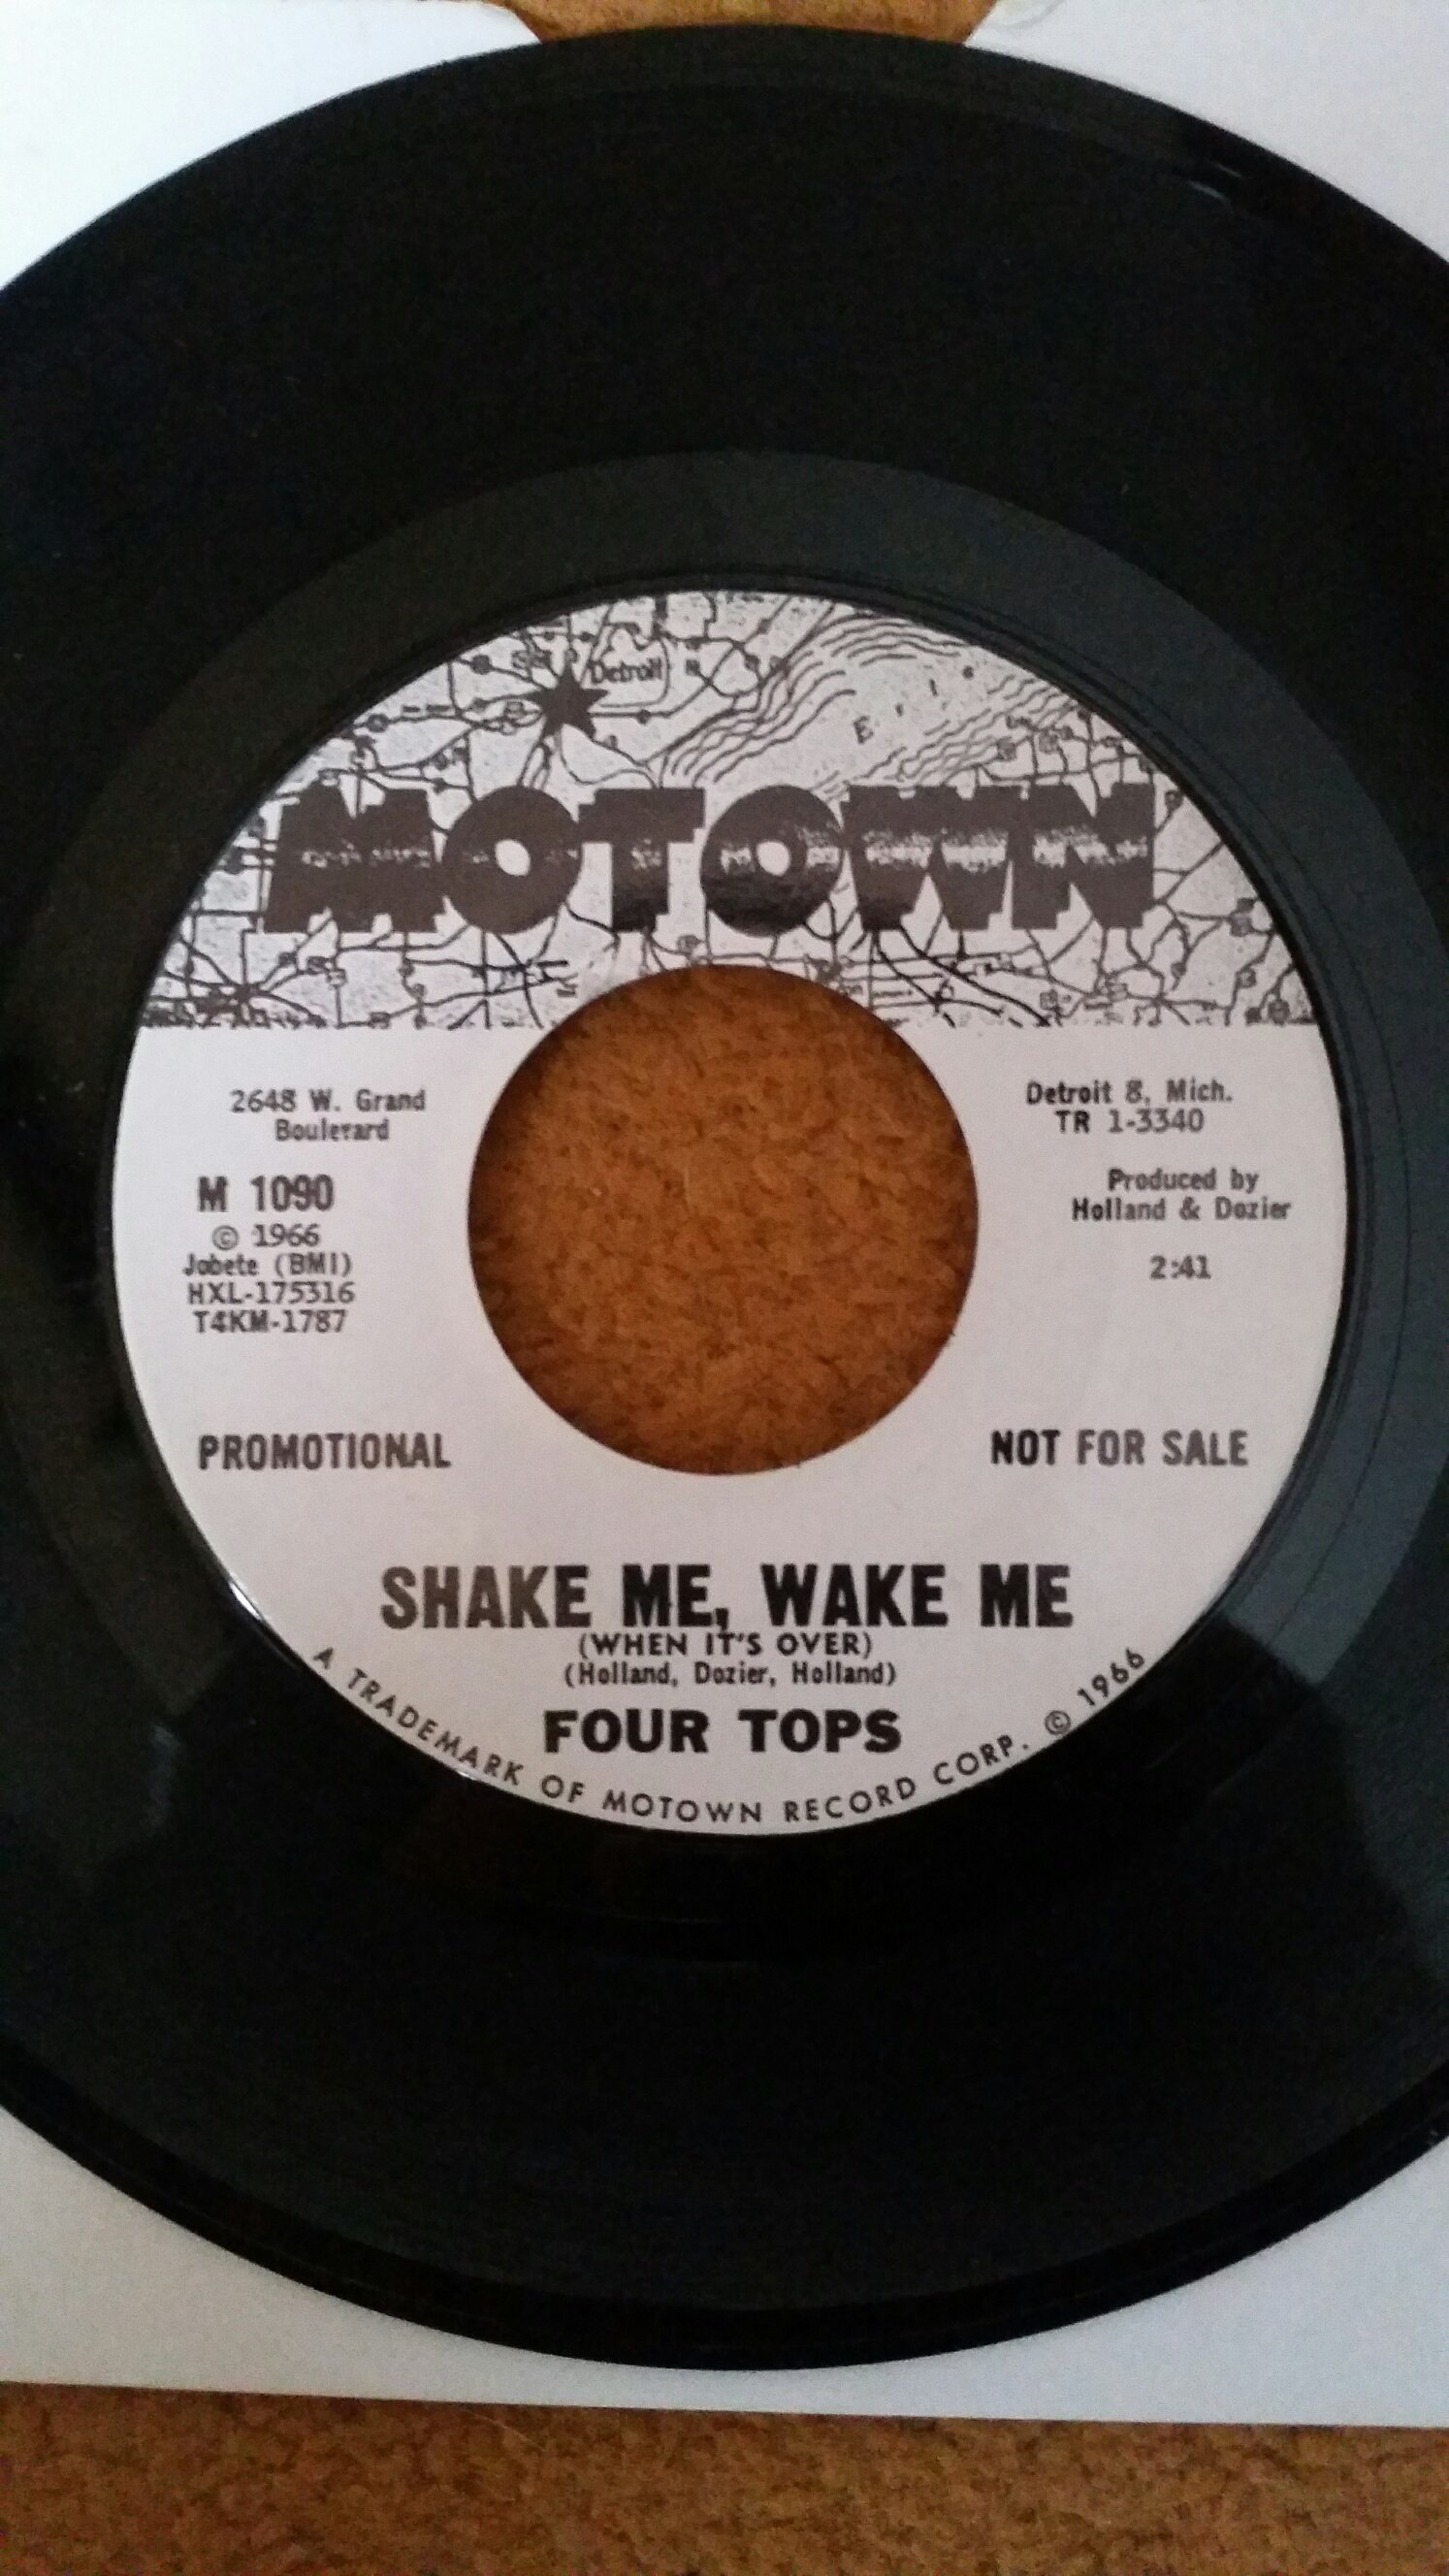 Detroit
Erie
MOTOWN
2648 W. Grand
Boulevard
Detroit 8, Mich.
TR 1-3340
M 1090
© 1966
Jobete (BMI)
HXL-175316
T4KM-1787
Produced by
Holland & Dozier
2:41
PROMOTIONAL
NOT FOR SALE
SHAKE ME, WAKE ME
(WHEN IT'S OVER)
(Holland, Dozier, Holland)
FOUR TOPS
A TRADEMARK OF MOTOWN RECORD CORP. © 1966